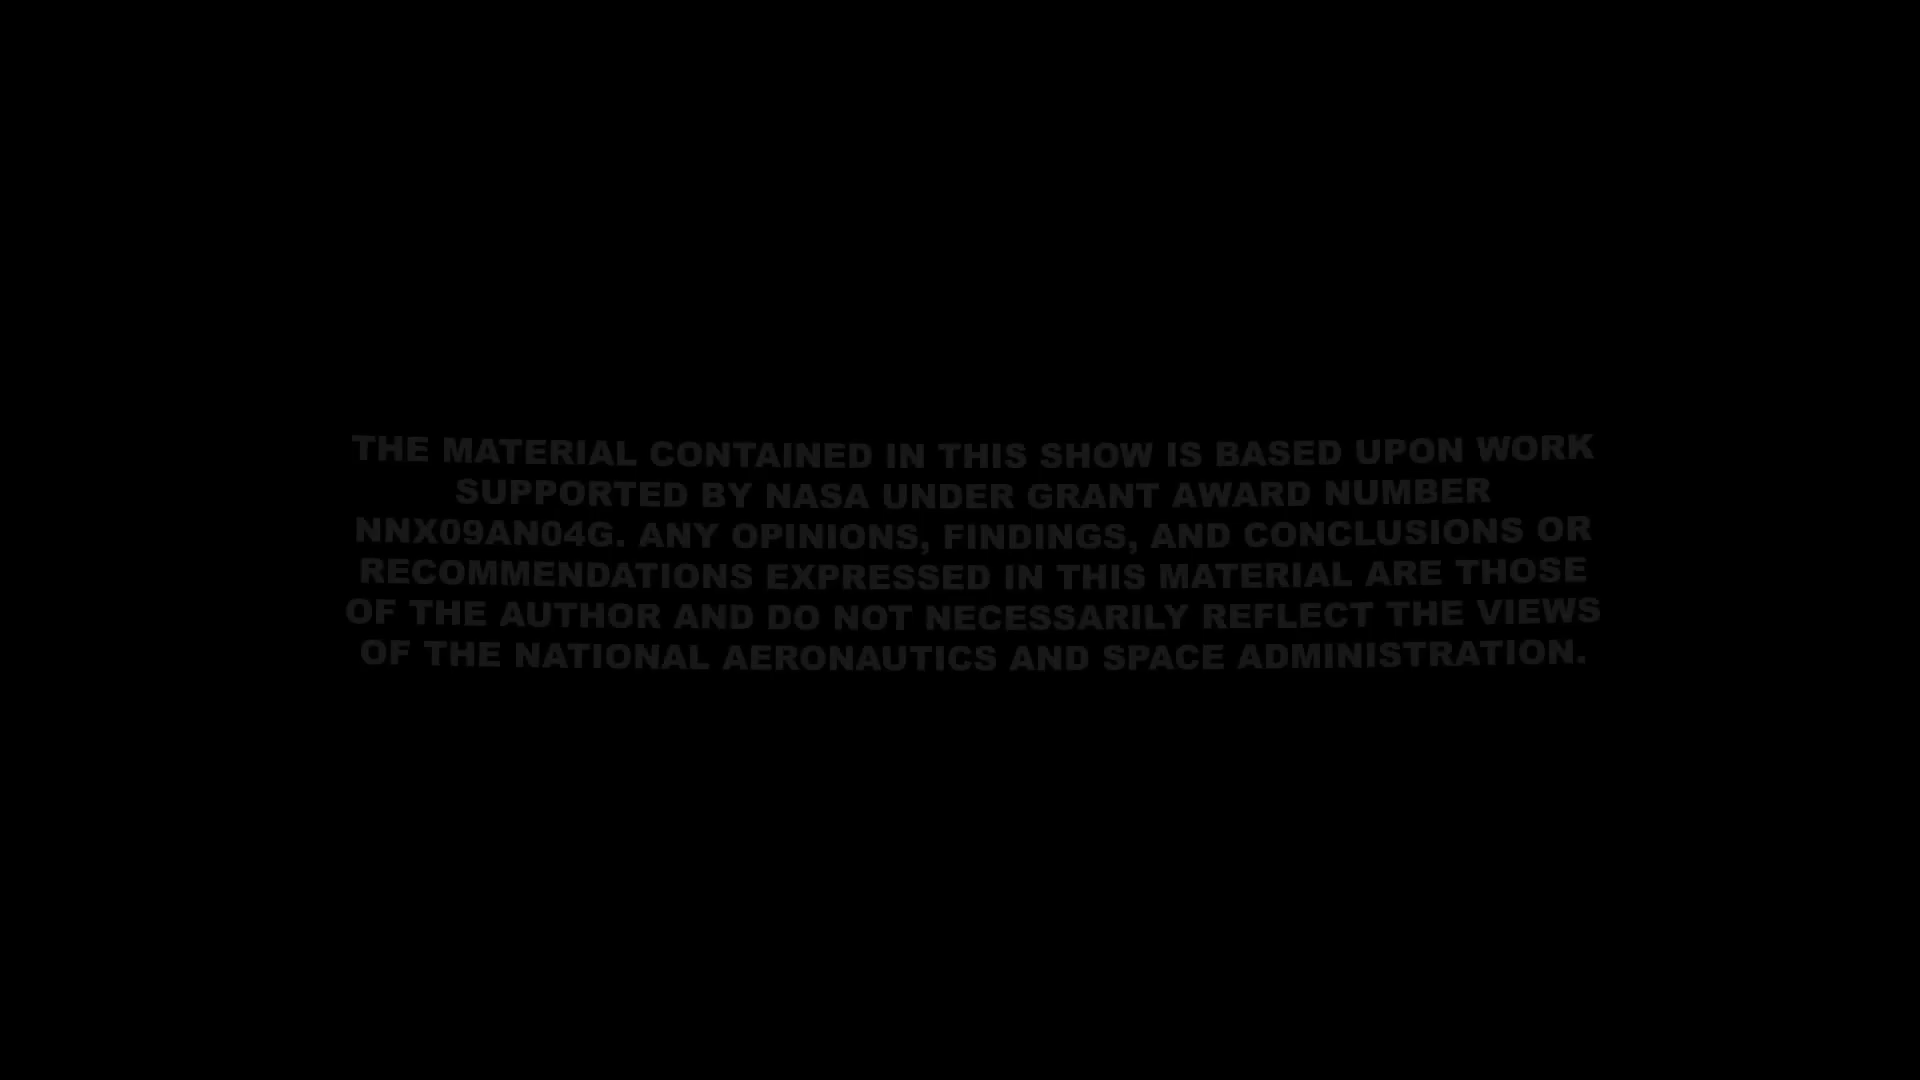 THE MATERIAL CONTAINED IN THIS SHOW IS BASED UPON WORK
SUPPORTED BY NASA UNDER GRANT AWARD NUMBER
NNX09AN04G. ANY OPINIONS, FINDINGS, AND CONCLUSIONS OR
RECOMMENDATIONS EXPRESSED IN THIS MATERIAL ARE THOSE
OF THE AUTHOR AND DO NOT NECESSARILY REFLECT THE VIEWS
OF THE NATIONAL AERONAUTICS AND SPACE ADMINISTRATION.